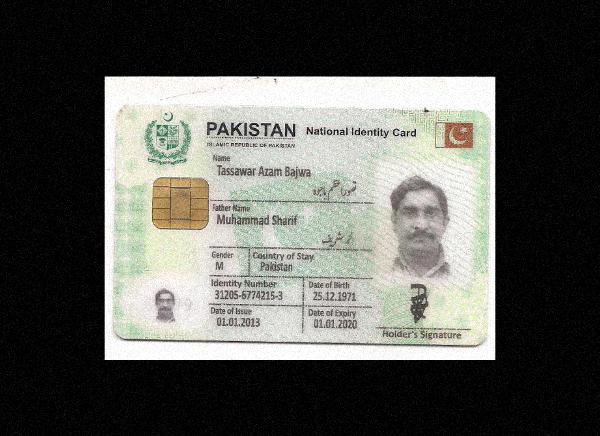 PAKISTAN National Identity Card
ISLAMIC REPUBLIC OF PAKISTAN
Name
Tassawar Azam Bajwa
تصور اعظم باجوہ
Father Name
Muhammad Sharif
محمد شریف
Gender Country of Stay
M Pakistan
Identity Number Date of Birth
31205-6774215-3 25.12.1971
Date of Issue Date of Expiry
01.01.2013 01.01.2020
Holder's Signature